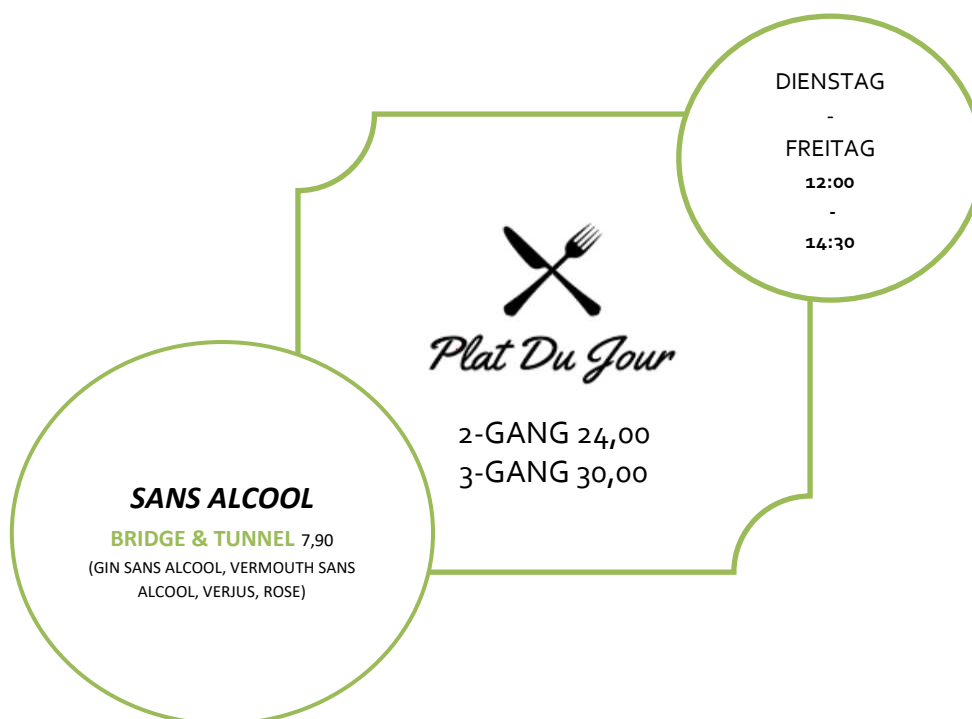 DIENSTAG
-
FREITAG
12:00
-
14:30
Plat Du Jour
2-GANG 24,00
3-GANG 30,00
SANS ALCOOL
BRIDGE & TUNNEL 7,90
(GIN SANS ALCOOL, VERMOUTH SANS
ALCOOL, VERJUS, ROSE)